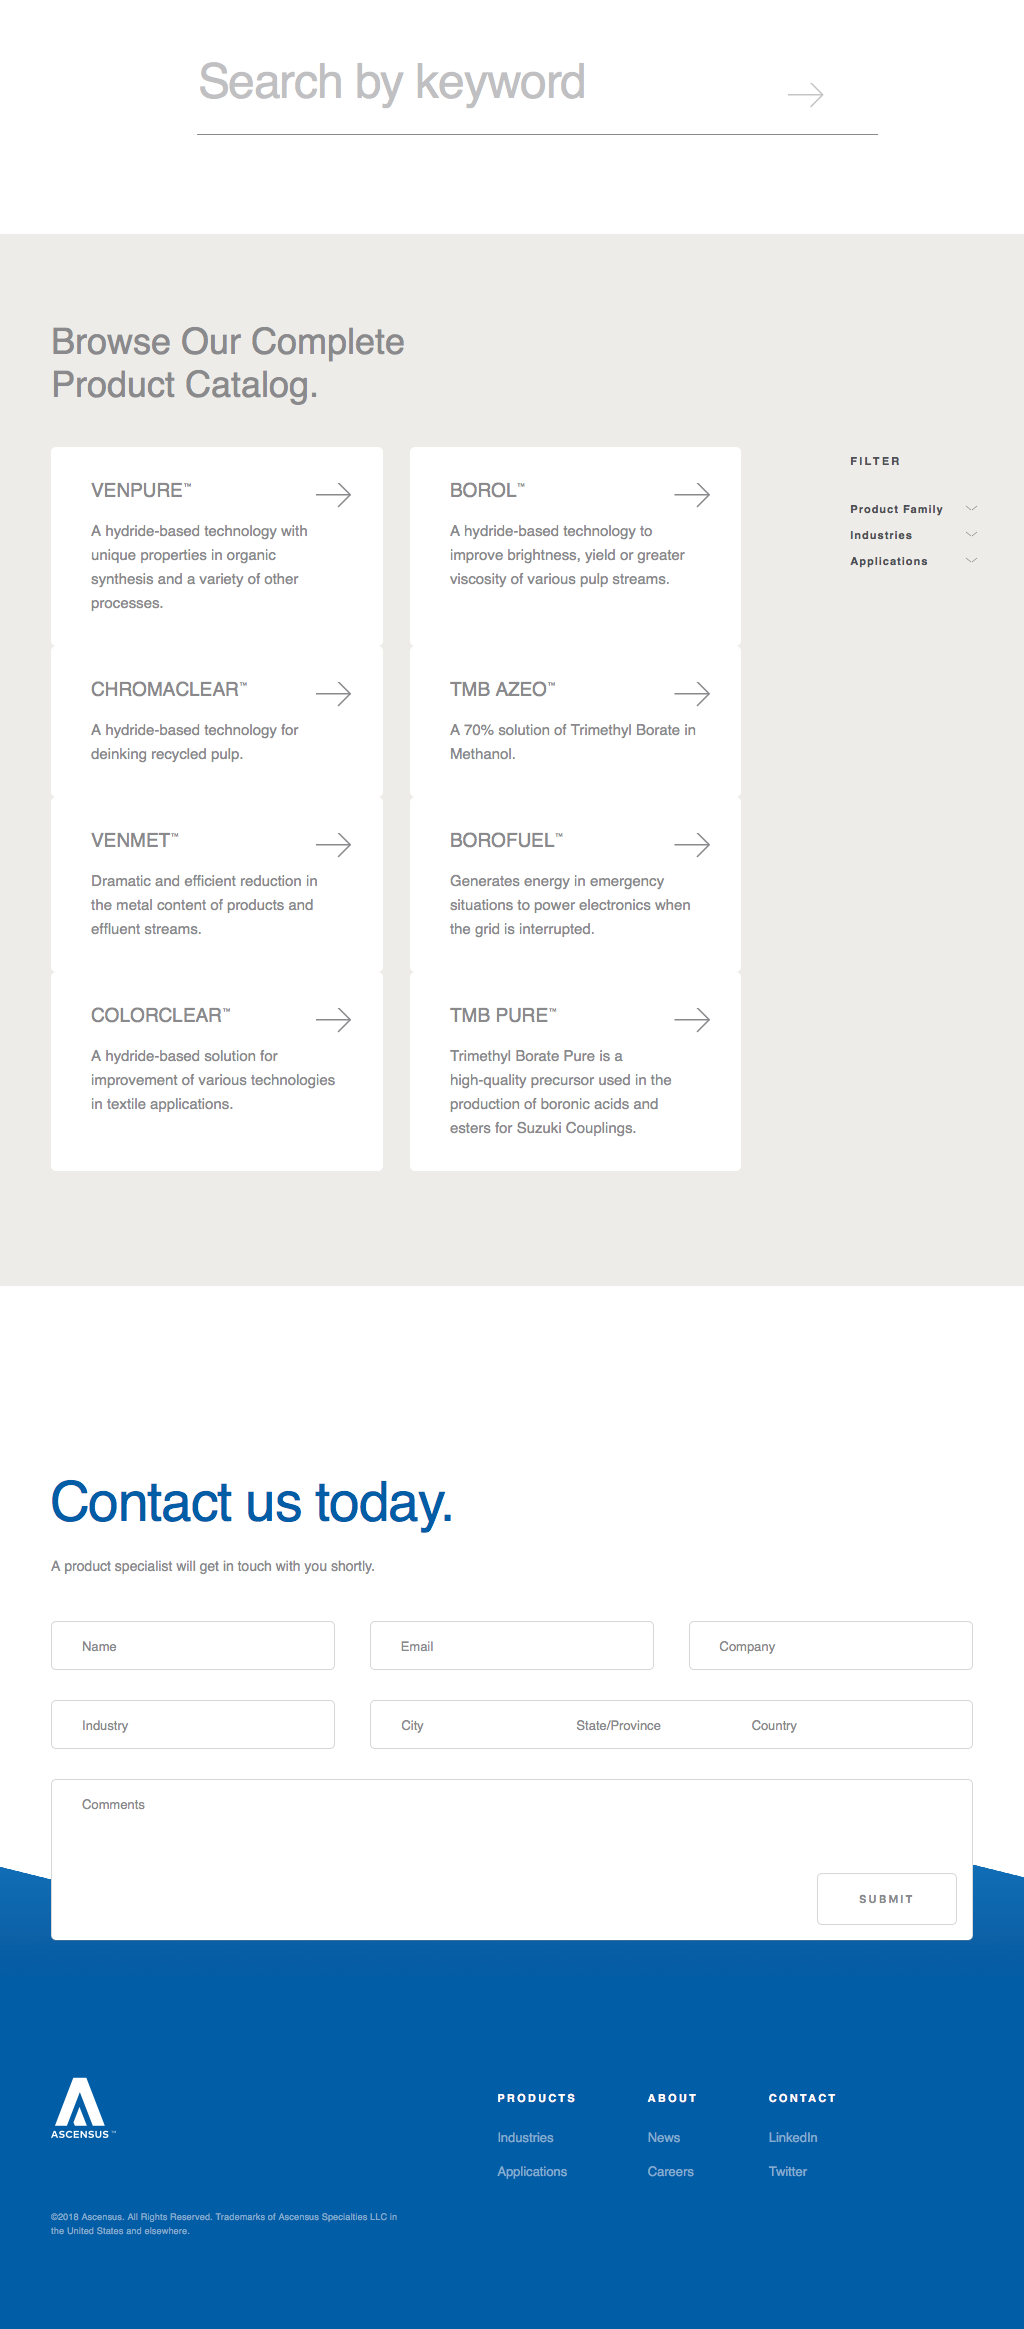 Search by keyword
Browse Our Complete
Product Catalog.
VENPURE™
A hydride-based technology with
unique properties in organic
synthesis and a variety of other
processes.
BOROL™
A hydride-based technology to
improve brightness, yield or greater
viscosity of various pulp streams.
FILTER
Product Family
Industries
Applications
CHROMACLEAR™
A hydride-based technology for
deinking recycled pulp.
TMB AZEO™
A 70% solution of Trimethyl Borate in
Methanol.
VENMET™
Dramatic and efficient reduction in
the metal content of products and
effluent streams.
BOROFUEL™
Generates energy in emergency
situations to power electronics when
the grid is interrupted.
COLORCLEAR™
A hydride-based solution for
improvement of various technologies
in textile applications.
TMB PURE™
Trimethyl Borate Pure is a
high-quality precursor used in the
production of boronic acids and
esters for Suzuki Couplings.
Contact us today.
A product specialist will get in touch with you shortly.
Name
Email
Company
Industry
City
State/Province
Country
Comments
SUBMIT
ASCENSUS™
PRODUCTS
Industries
Applications
ABOUT
News
Careers
CONTACT
LinkedIn
Twitter
©2018 Ascensus. All Rights Reserved. Trademarks of Ascensus Specialties LLC in
the United States and elsewhere.